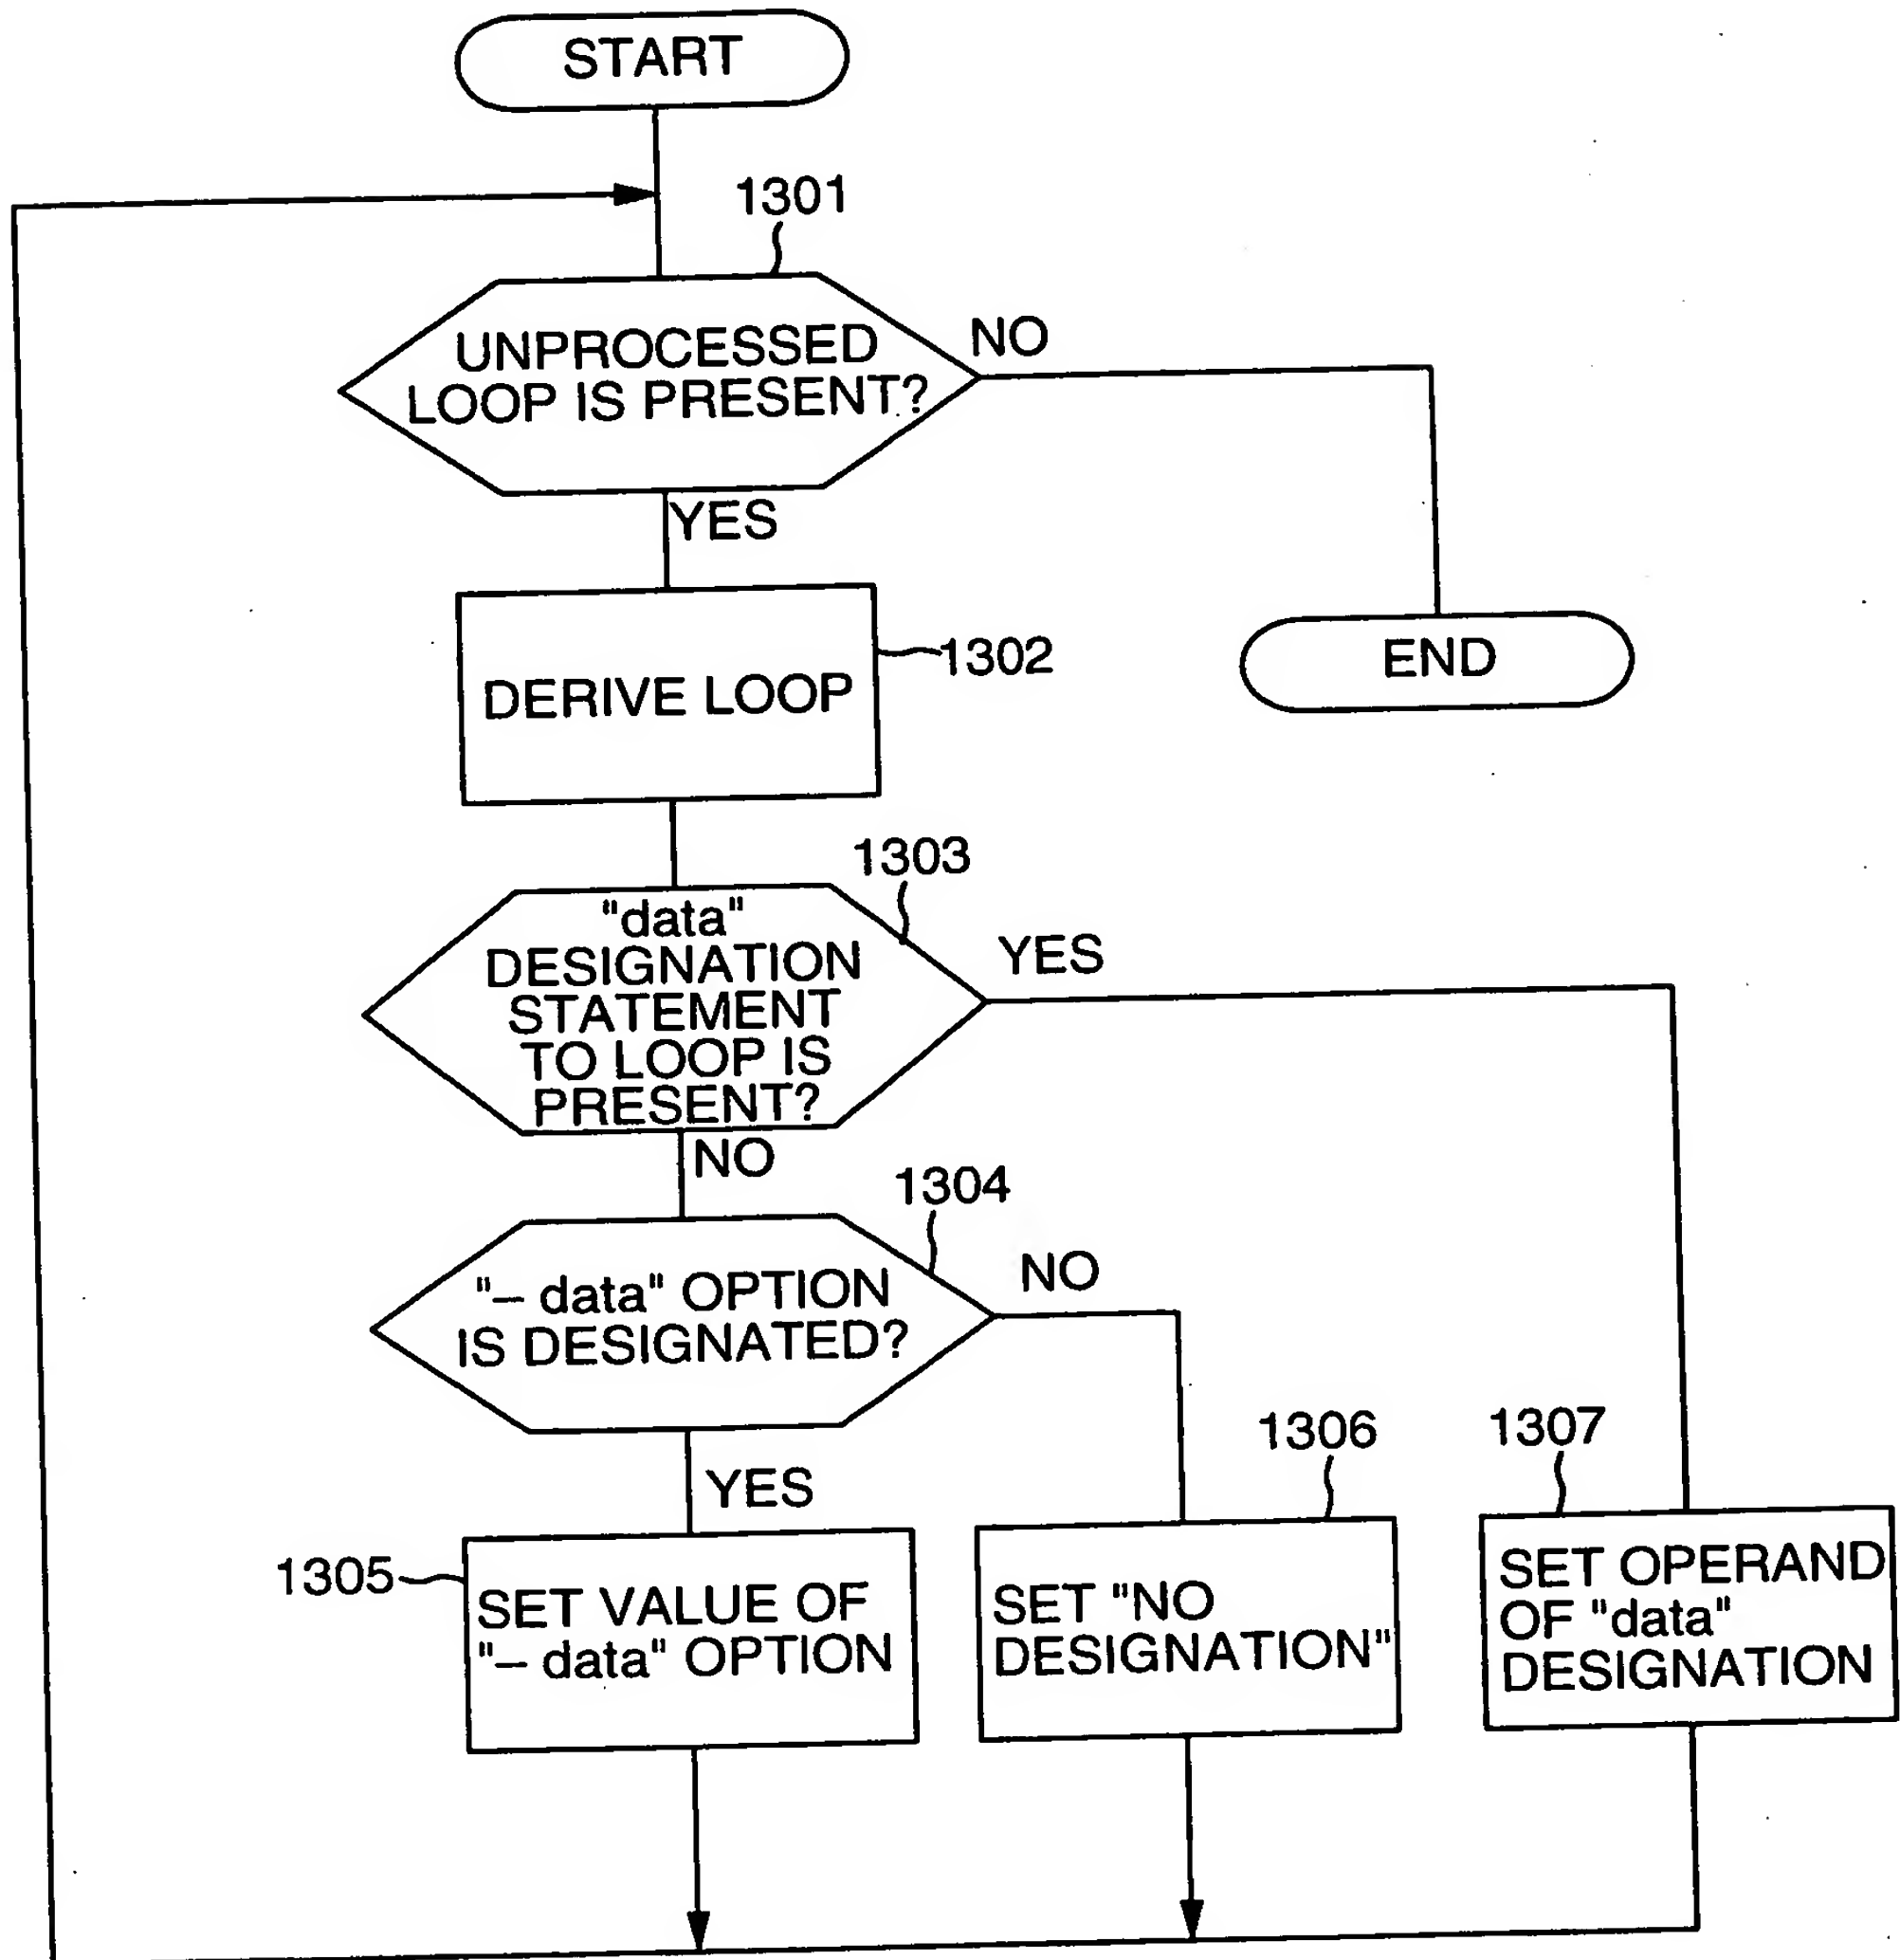 START
1301
UNPROCESSED
LOOP IS PRESENT?
NO
YES
DERIVE LOOP
1302
END
1303
"data"
DESIGNATION
STATEMENT
TO LOOP IS
PRESENT?
YES
NO
1304
"– data" OPTION
IS DESIGNATED?
NO
YES
1305
SET VALUE OF
"– data" OPTION
1306
SET "NO
DESIGNATION"
1307
SET OPERAND
OF "data"
DESIGNATION